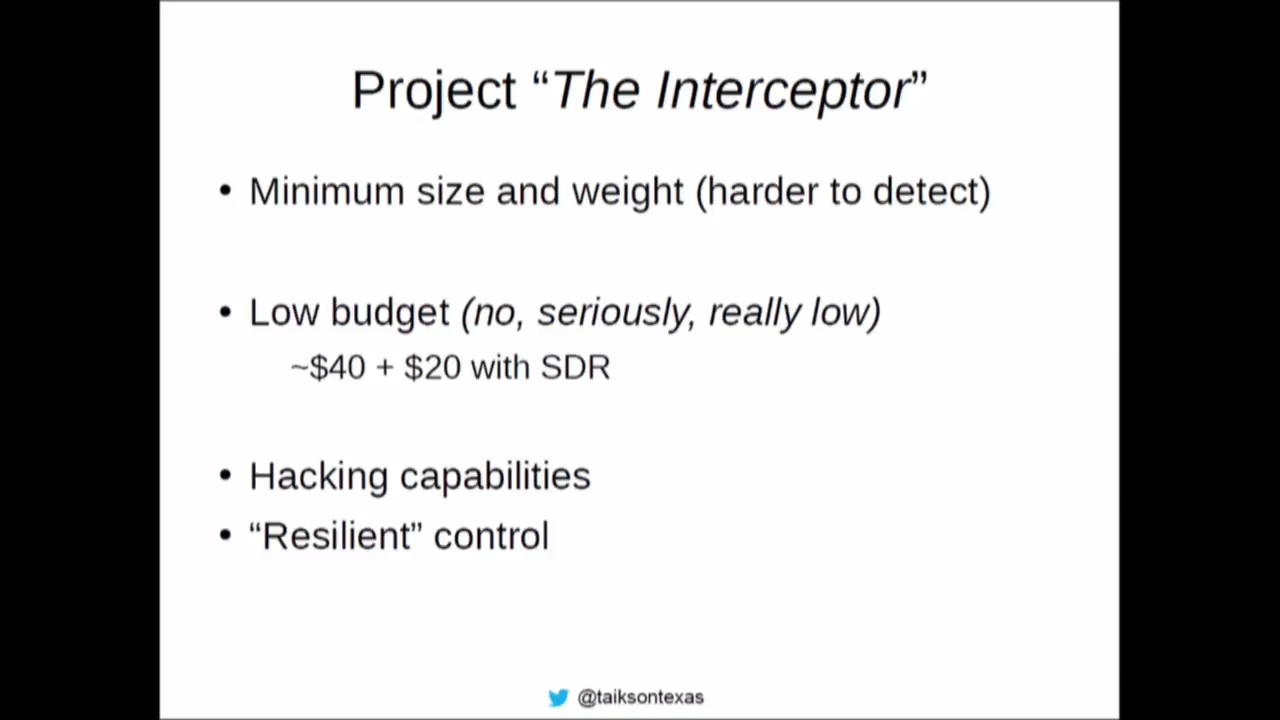 Project “The Interceptor”
• Minimum size and weight (harder to detect)
• Low budget (no, seriously, really low)
~$40 + $20 with SDR
• Hacking capabilities
• “Resilient” control
@taiksontexas